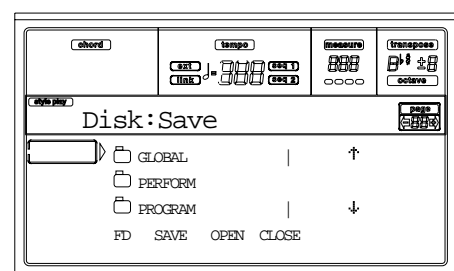 chord tempo measure transpose
ext seq 1
link seq 2
octave
style play
page
Disk:Save
GLOBAL
PERFORM
PROGRAM
FD SAVE OPEN CLOSE